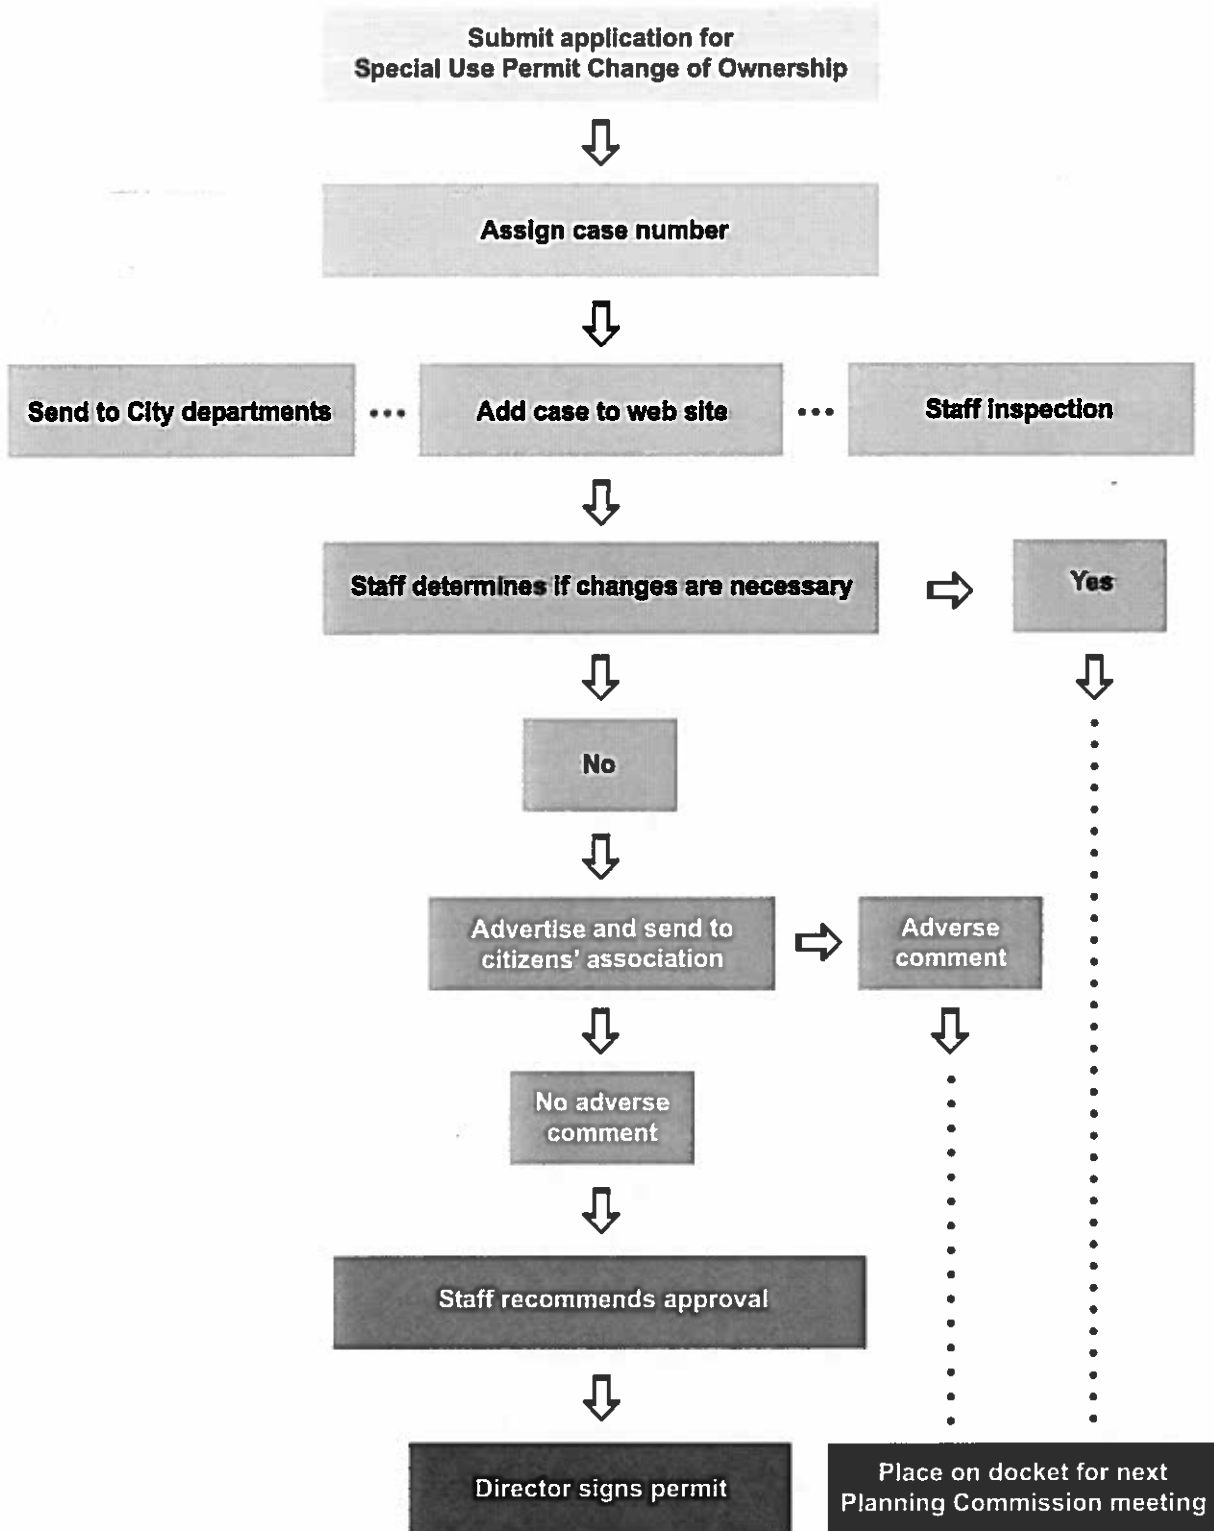 Submit application for
Special Use Permit Change of Ownership
Assign case number
Send to City departments
Add case to web site
Staff inspection
Staff determines if changes are necessary
Yes
No
Advertise and send to
citizens' association
Adverse
comment
No adverse
comment
Staff recommends approval
Director signs permit
Place on docket for next
Planning Commission meeting